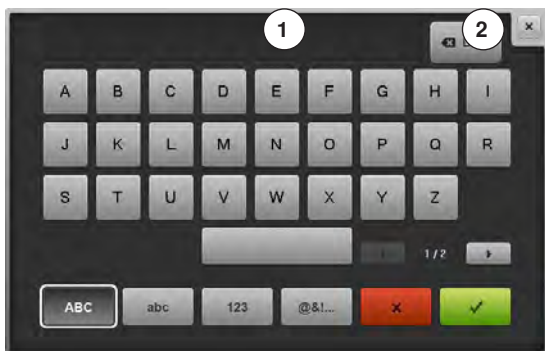 1 2
A B C D E F G H I
J K L M N O P Q R
S T U V W X Y Z
1/2
ABC abc 123 @&!...